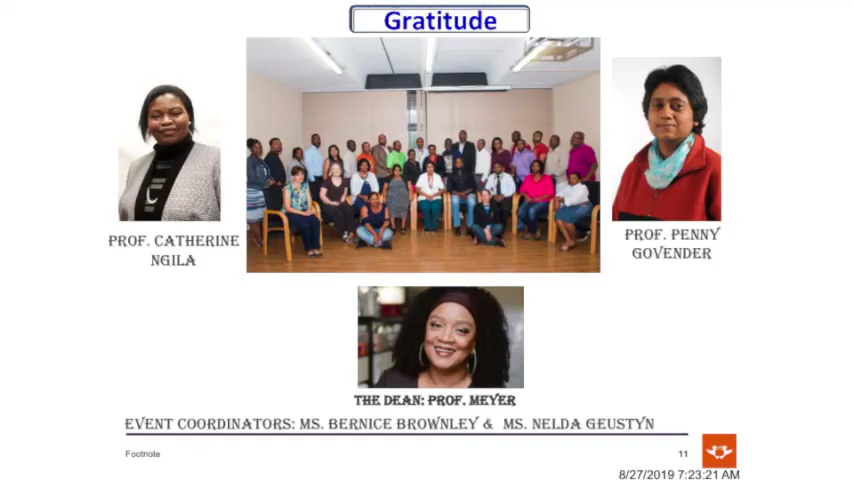 Gratitude
PROF. CATHERINE
NGILA
PROF. PENNY
GOVENDER
THE DEAN: PROF. MEYER
EVENT COORDINATORS: MS. BERNICE BROWNLEY & MS. NELDA GEUSTYN
Footnote
11
8/27/2019 7:23:21 AM